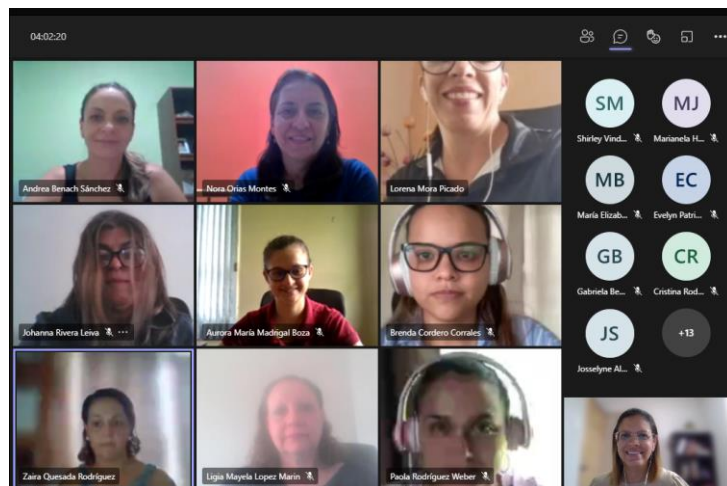 04:02:20
Andrea Benach Sánchez
Nora Orias Montes
Lorena Mora Picado
SM
MJ
Shirley Vind...
Marianela H...
MB
EC
María Elizab...
Evelyn Patri...
Johanna Rivera Leiva
Aurora María Madrigal Boza
Brenda Cordero Corrales
GB
CR
Gabriela Be...
Cristina Rod...
JS
+13
Josselyne Al...
Zaira Quesada Rodríguez
Ligia Mayela Lopez Marin
Paola Rodríguez Weber